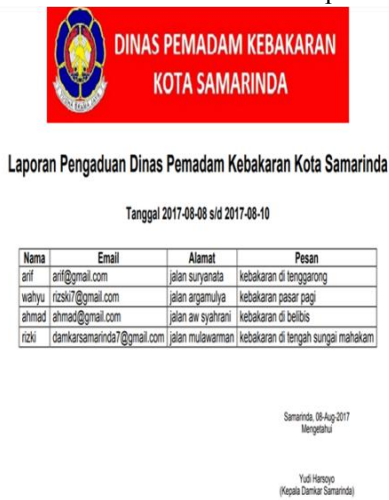 DINAS PEMADAM KEBAKARAN
KOTA SAMARINDA
Laporan Pengaduan Dinas Pemadam Kebakaran Kota Samarinda
Tanggal 2017-08-08 s/d 2017-08-10
Nama Email Alamat Pesan
arif arif@gmail.com jalan suryanata kebakaran di tenggarong
wahyu rizski7@gmail.com jalan argamulya kebakaran pasar pagi
ahmad ahmad@gmail.com jalan aw syahrani kebakaran di belibis
rizki damkarsamarinda7@gmail.com jalan mulawarman kebakaran di tengah sungai mahakam
Samarinda, 08-Aug-2017
Mengetahui
Yudi Harsoyo
(Kepala Damkar Samarinda)